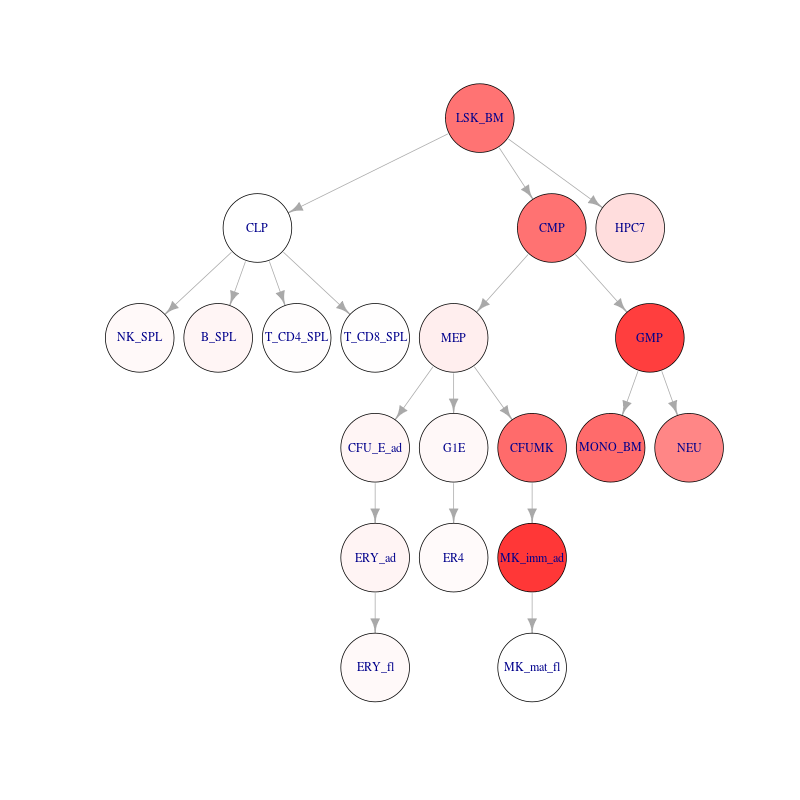 LSK_BM
CLP
CMP
HPC7
NK_SPL
B_SPL
T_CD4_SPL
T_CD8_SPL
MEP
GMP
CFU_E_ad
G1E
CFUMK
MONO_BM
NEU
ERY_ad
ER4
MK_imm_ad
ERY_fl
MK_mat_fl